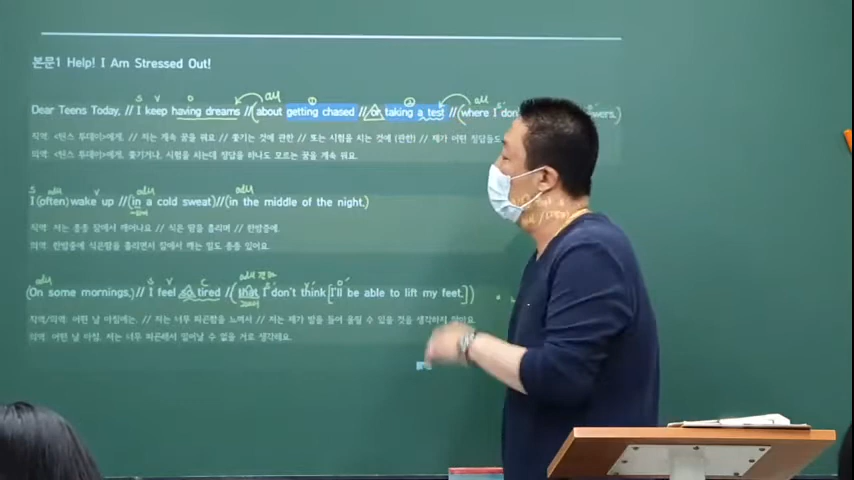 본문1 Help! I Am Stressed Out!
Dear Teens Today, // I keep having dreams // (about getting chased // or taking a test // (where I don't
직역: <틴스 투데이>에게, // 저는 계속 꿈을 꿔요 // 쫓기는 것에 관한 // 또는 시험을 치는 것에 (관한) // 제가 어떤
의역: <틴스 투데이>에게, 쫓기거나, 시험을 치는데 정답을 하나도 모르는 꿈을 계속 꿔요.
I (often) wake up // (in a cold sweat) // (in the middle of the night.)
직역: 저는 종종 잠에서 깨어나요 // 식은 땀을 흘리며 // 한밤중에.
의역: 한밤중에 식은땀을 흘리면서 잠에서 깨는 일도 종종 있어요.
(On some mornings,) // I feel so tired // (that I don't think [I'll be able to lift my feet.])
직역/의역: 어떤 날 아침에는, // 저는 너무 피곤함을 느껴서 // 제가 발을 들어 올릴 수 있을 것을 생각하지
의역: 어떤 날 아침, 저는 너무 피곤해서 일어날 수 없을 거로 생각해요.